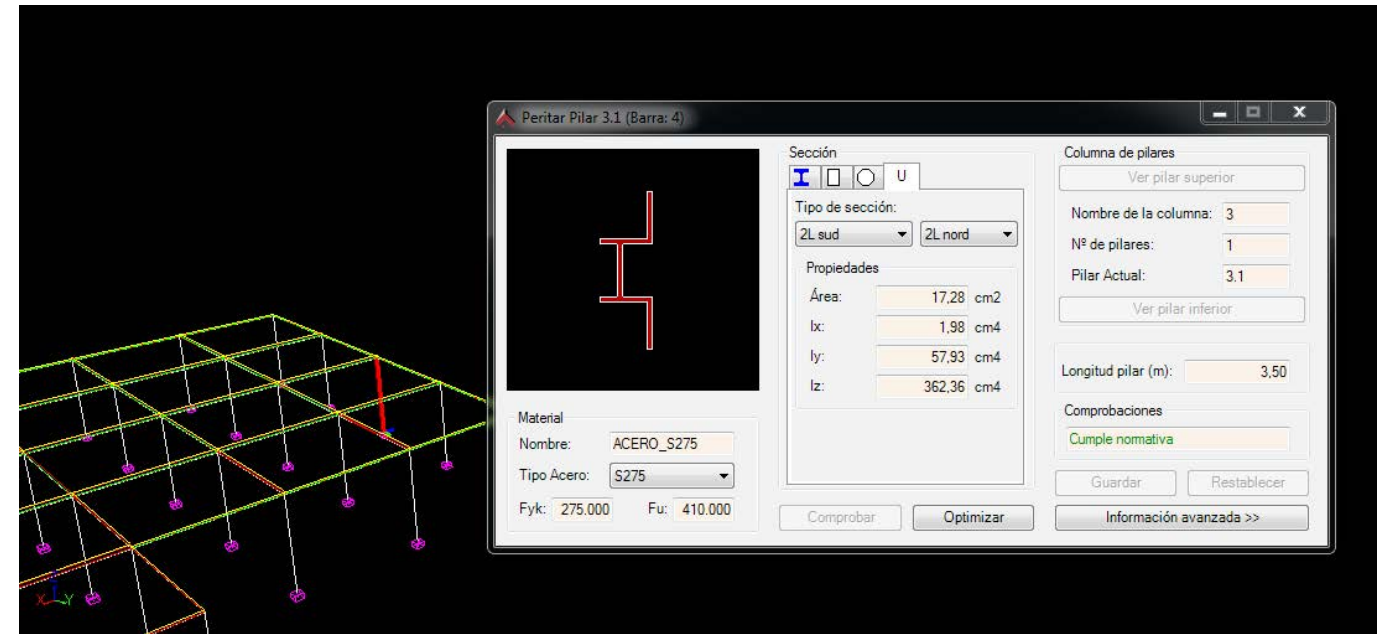 Peritar Pilar 3.1 (Barra: 4)
Sección
U
Tipo de sección:
2L sud 2L nord
Propiedades
Área: 17,28 cm2
Ix: 1,98 cm4
Iy: 57,93 cm4
Iz: 362,36 cm4
Columna de pilares
Ver pilar superior
Nombre de la columna: 3
Nº de pilares: 1
Pilar Actual: 3.1
Ver pilar inferior
Longitud pilar (m): 3,50
Comprobaciones
Cumple normativa
Material
Nombre: ACERO_S275
Tipo Acero: S275
Fyk: 275.000 Fu: 410.000
Comprobar Optimizar
Guardar Restablecer
Información avanzada >>
X Y